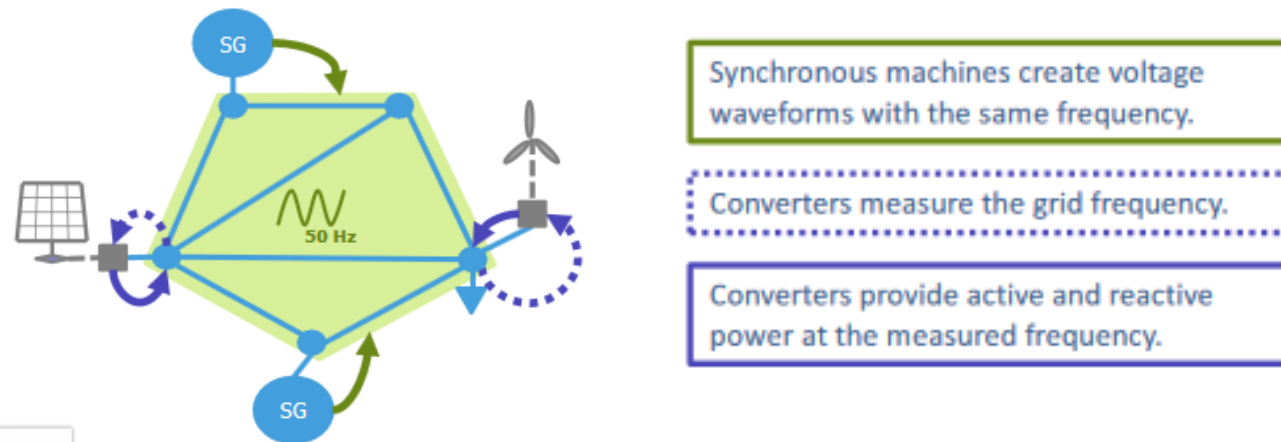 SG
Synchronous machines create voltage
waveforms with the same frequency.
Converters measure the grid frequency.
50 Hz
Converters provide active and reactive
power at the measured frequency.
SG